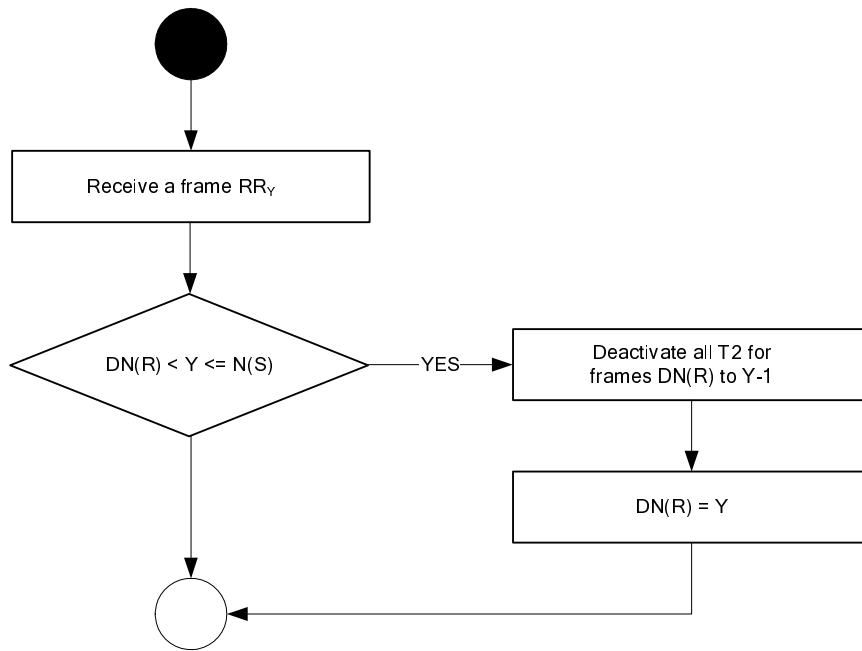 Receive a frame RRY
DN(R) < Y <= N(S)
YES
Deactivate all T2 for
frames DN(R) to Y-1
DN(R) = Y